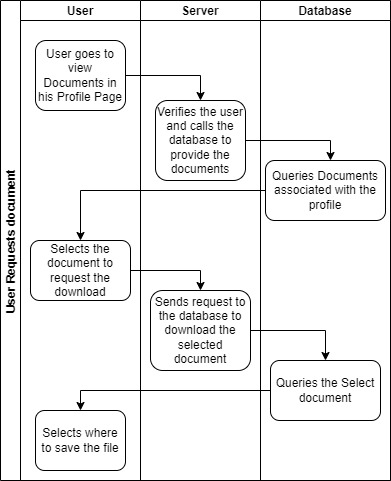 User
Server
Database
User Requests document
User goes to
view
Documents in
his Profile Page
Verifies the user
and calls the
database to
provide the
documents
Queries Documents
associated with the
profile
Selects the
document to
request the
download
Sends request to
the database to
download the
selected
document
Queries the Select
document
Selects where
to save the file